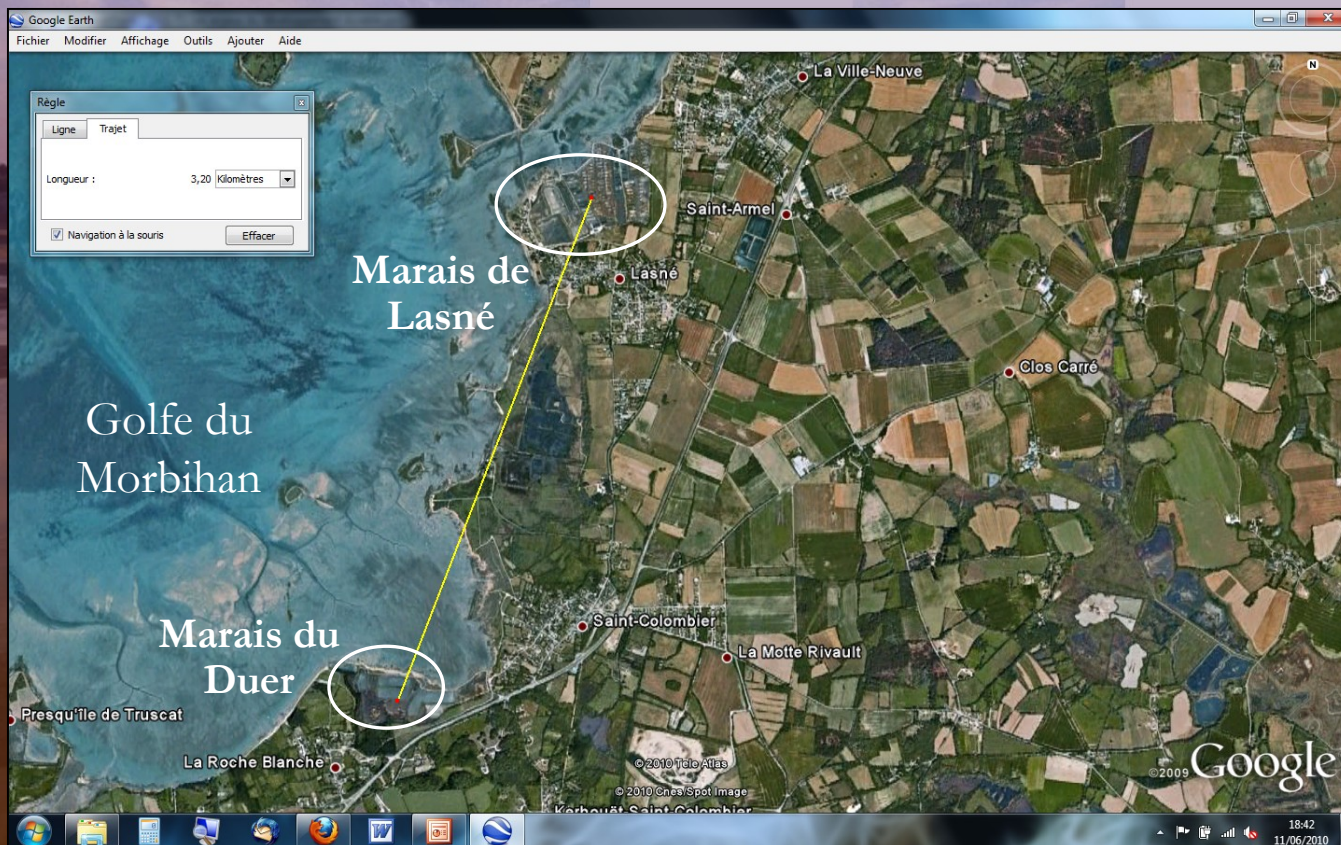 Google Earth
Fichier Modifier Affichage Outils Ajouter Aide
La Ville-Neuve
N
Règle
Ligne Trajet
Longueur : 3,20 Kilomètres
Navigation à la souris Effacer
Saint-Armel
Marais de
Lasné
Lasné
Clos Carré
Golfe du
Morbihan
Saint-Colombier
Marais du
Duer
La Motte Rivault
Presqu'île de Truscat
La Roche Blanche
© 2010 Tele Atlas
© 2010 Cnes/Spot Image
©2009 Google
Kerhouët-Saint-Colombier
18:42
11/06/2010